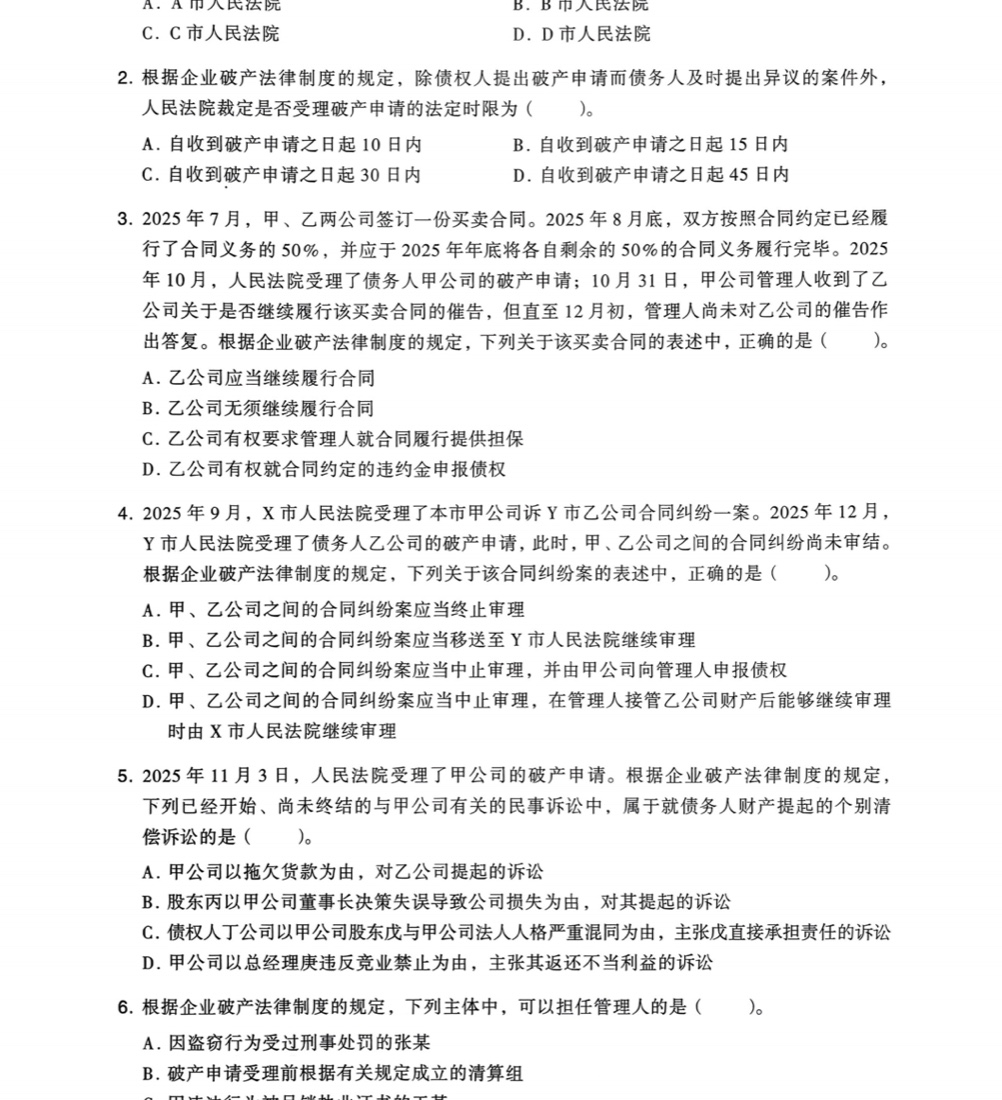 A. A 市人民法院 B. B 市人民法院
C. C 市人民法院 D. D 市人民法院
2. 根据企业破产法律制度的规定，除债权人提出破产申请而债务人及时提出异议的案件外，
人民法院裁定是否受理破产申请的法定时限为（ ）。
A. 自收到破产申请之日起 10 日内 B. 自收到破产申请之日起 15 日内
C. 自收到破产申请之日起 30 日内 D. 自收到破产申请之日起 45 日内
3. 2025 年 7 月，甲、乙两公司签订一份买卖合同。2025 年 8 月底，双方按照合同约定已经履
行了合同义务的 50%，并应于 2025 年年底将各自剩余的 50%的合同义务履行完毕。2025
年 10 月，人民法院受理了债务人甲公司的破产申请；10 月 31 日，甲公司管理人收到了乙
公司关于是否继续履行该买卖合同的催告，但直至 12 月初，管理人尚未对乙公司的催告作
出答复。根据企业破产法律制度的规定，下列关于该买卖合同的表述中，正确的是（ ）。
A. 乙公司应当继续履行合同
B. 乙公司无须继续履行合同
C. 乙公司有权要求管理人就合同履行提供担保
D. 乙公司有权就合同约定的违约金申报债权
4. 2025 年 9 月，X 市人民法院受理了本市甲公司诉 Y 市乙公司合同纠纷一案。2025 年 12 月，
Y 市人民法院受理了债务人乙公司的破产申请，此时，甲、乙公司之间的合同纠纷尚未审结。
根据企业破产法律制度的规定，下列关于该合同纠纷案的表述中，正确的是（ ）。
A. 甲、乙公司之间的合同纠纷案应当终止审理
B. 甲、乙公司之间的合同纠纷案应当移送至 Y 市人民法院继续审理
C. 甲、乙公司之间的合同纠纷案应当中止审理，并由甲公司向管理人申报债权
D. 甲、乙公司之间的合同纠纷案应当中止审理，在管理人接管乙公司财产后能够继续审理
时由 X 市人民法院继续审理
5. 2025 年 11 月 3 日，人民法院受理了甲公司的破产申请。根据企业破产法律制度的规定，
下列已经开始、尚未终结的与甲公司有关的民事诉讼中，属于就债务人财产提起的个别清
偿诉讼的是（ ）。
A. 甲公司以拖欠货款为由，对乙公司提起的诉讼
B. 股东丙以甲公司董事长决策失误导致公司损失为由，对其提起的诉讼
C. 债权人丁公司以甲公司股东戊与甲公司法人人格严重混同为由，主张戊直接承担责任的诉讼
D. 甲公司以总经理庚违反竞业禁止为由，主张其返还不当利益的诉讼
6. 根据企业破产法律制度的规定，下列主体中，可以担任管理人的是（ ）。
A. 因盗窃行为受过刑事处罚的张某
B. 破产申请受理前根据有关规定成立的清算组